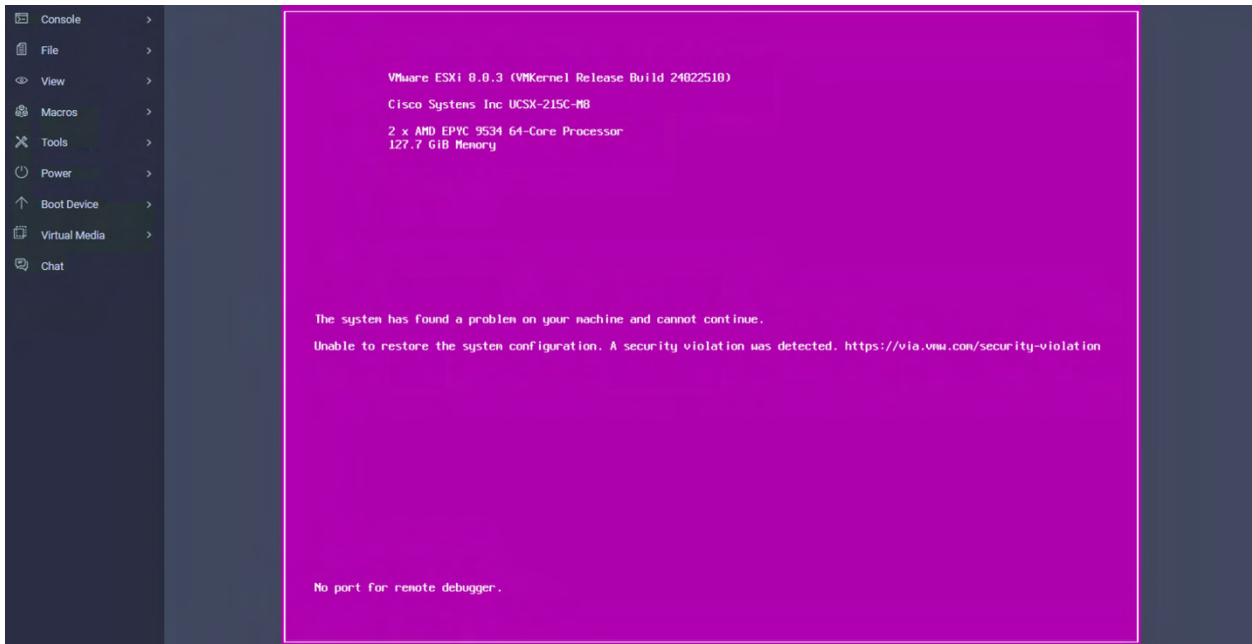 Console
File
View
Macros
Tools
Power
Boot Device
Virtual Media
Chat
VMware ESXi 8.0.3 (VMKernel Release Build 24022510)
Cisco Systems Inc UCSX-215C-M8
2 x AMD EPYC 9534 64-Core Processor
127.7 GiB Memory
The system has found a problem on your machine and cannot continue.
Unable to restore the system configuration. A security violation was detected. https://via.vmw.com/security-violation
No port for remote debugger.